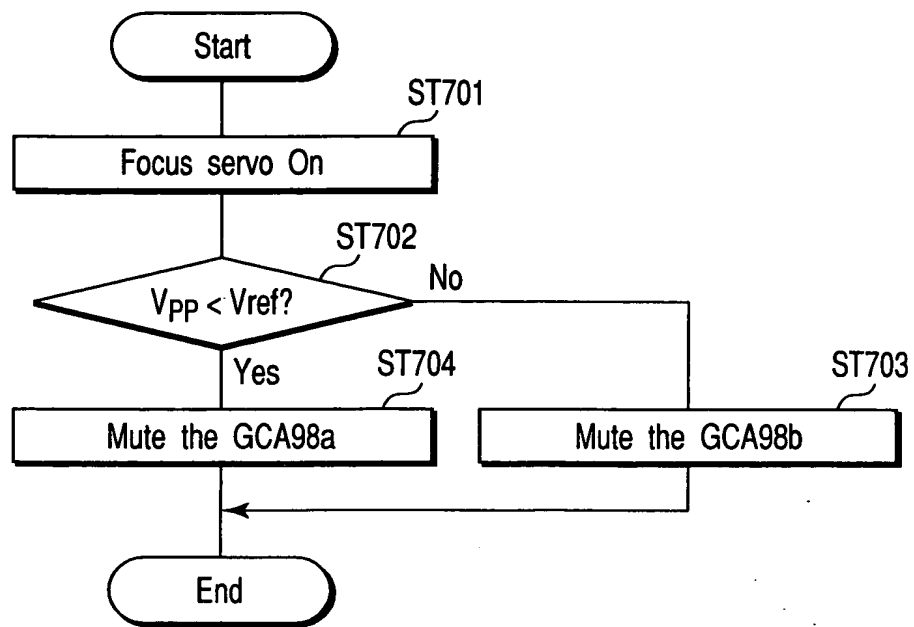 Start
ST701
Focus servo On
ST702
VPP < Vref?
No
Yes
ST704
Mute the GCA98a
ST703
Mute the GCA98b
End